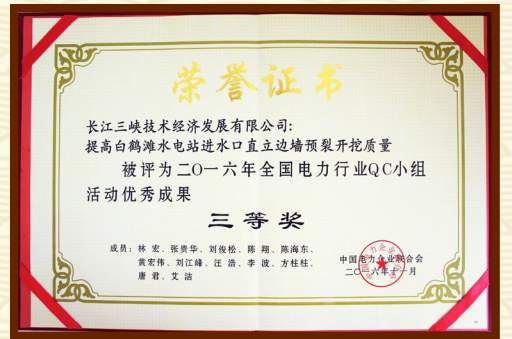 荣誉证书
长江三峡技术经济发展有限公司:
提高白鹤滩水电站进水口直立边墙预裂开挖质量
被评为二〇一六年全国电力行业QC小组
活动优秀成果
三等奖
成员：林 宏、张贵华、刘俊松、陈 翔、陈海东、
黄宏伟、刘江峰、汪 浩、李 波、方柱柱、
唐 君、艾 洁
中国电力企业联合会
二〇一六年十一月